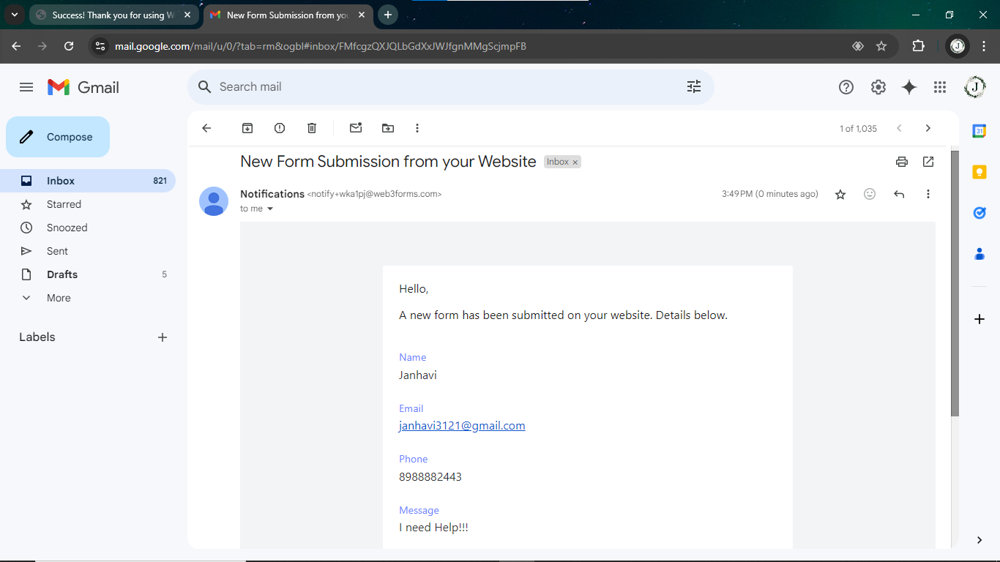 Success! Thank you for using W
New Form Submission from you
mail.google.com/mail/u/0/?tab=rm&ogbl#inbox/FMfcgzQXJQLbGdXxJWJfgnMMgScjmpFB
J
Gmail
Search mail
J
Compose
1 of 1,035
31
New Form Submission from your Website
Inbox ×
Inbox 821
Notifications <notify+wka1pj@web3forms.com>
3:49 PM (0 minutes ago)
to me
Starred
Snoozed
Sent
Drafts 5
More
Labels
Hello,
A new form has been submitted on your website. Details below.
Name
Janhavi
Email
janhavi3121@gmail.com
Phone
8988882443
Message
I need Help!!!